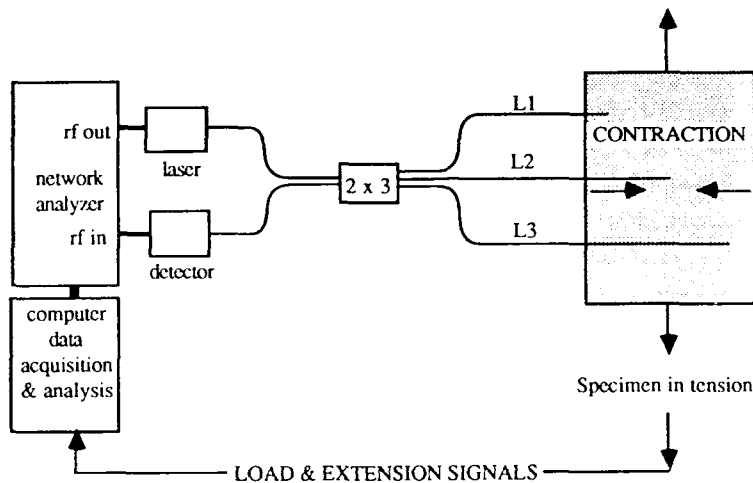 rf out
network
analyzer
rf in
laser
detector
2 x 3
L1
L2
L3
CONTRACTION
computer
data
acquisition
& analysis
Specimen in tension
LOAD & EXTENSION SIGNALS